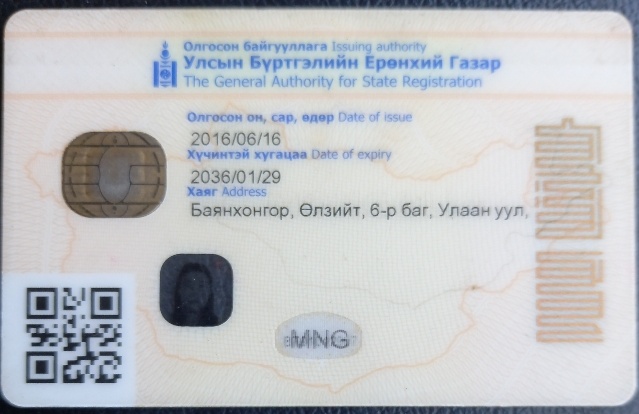 Олгосон байгууллага Issuing authority
Улсын Бүртгэлийн Ерөнхий Газар
The General Authority for State Registration
Олгосон он, сар, өдөр Date of issue
2016/06/16
Хүчинтэй хугацаа Date of expiry
2036/01/29
Хаяг Address
Баянхонгор, Өлзийт, 6-р баг, Улаан уул,
MNG